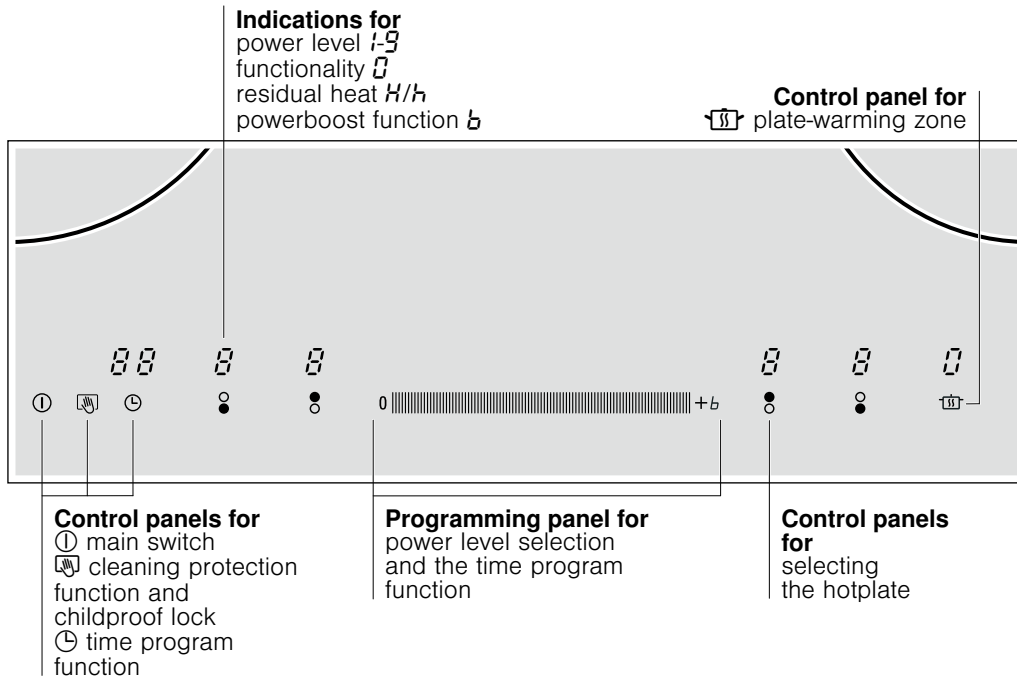 Indications for
power level 1-9
functionality 0
residual heat H/h
powerboost function b
Control panel for
plate-warming zone
88 8 8 8 8 0
0 + b
Control panels for
main switch
cleaning protection
function and
childproof lock
time program
function
Programming panel for
power level selection
and the time program
function
Control panels
for
selecting
the hotplate